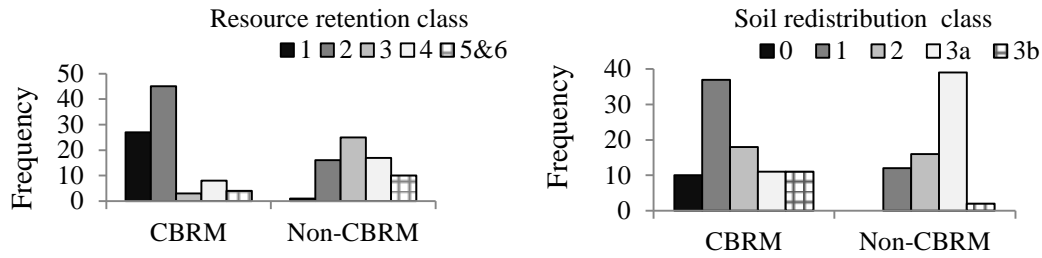 Resource retention class
1 2 3 4 5&6
Frequency
50
40
30
20
10
0
CBRM Non-CBRM
Soil redistribution class
0 1 2 3a 3b
Frequency
40
30
20
10
0
CBRM Non-CBRM